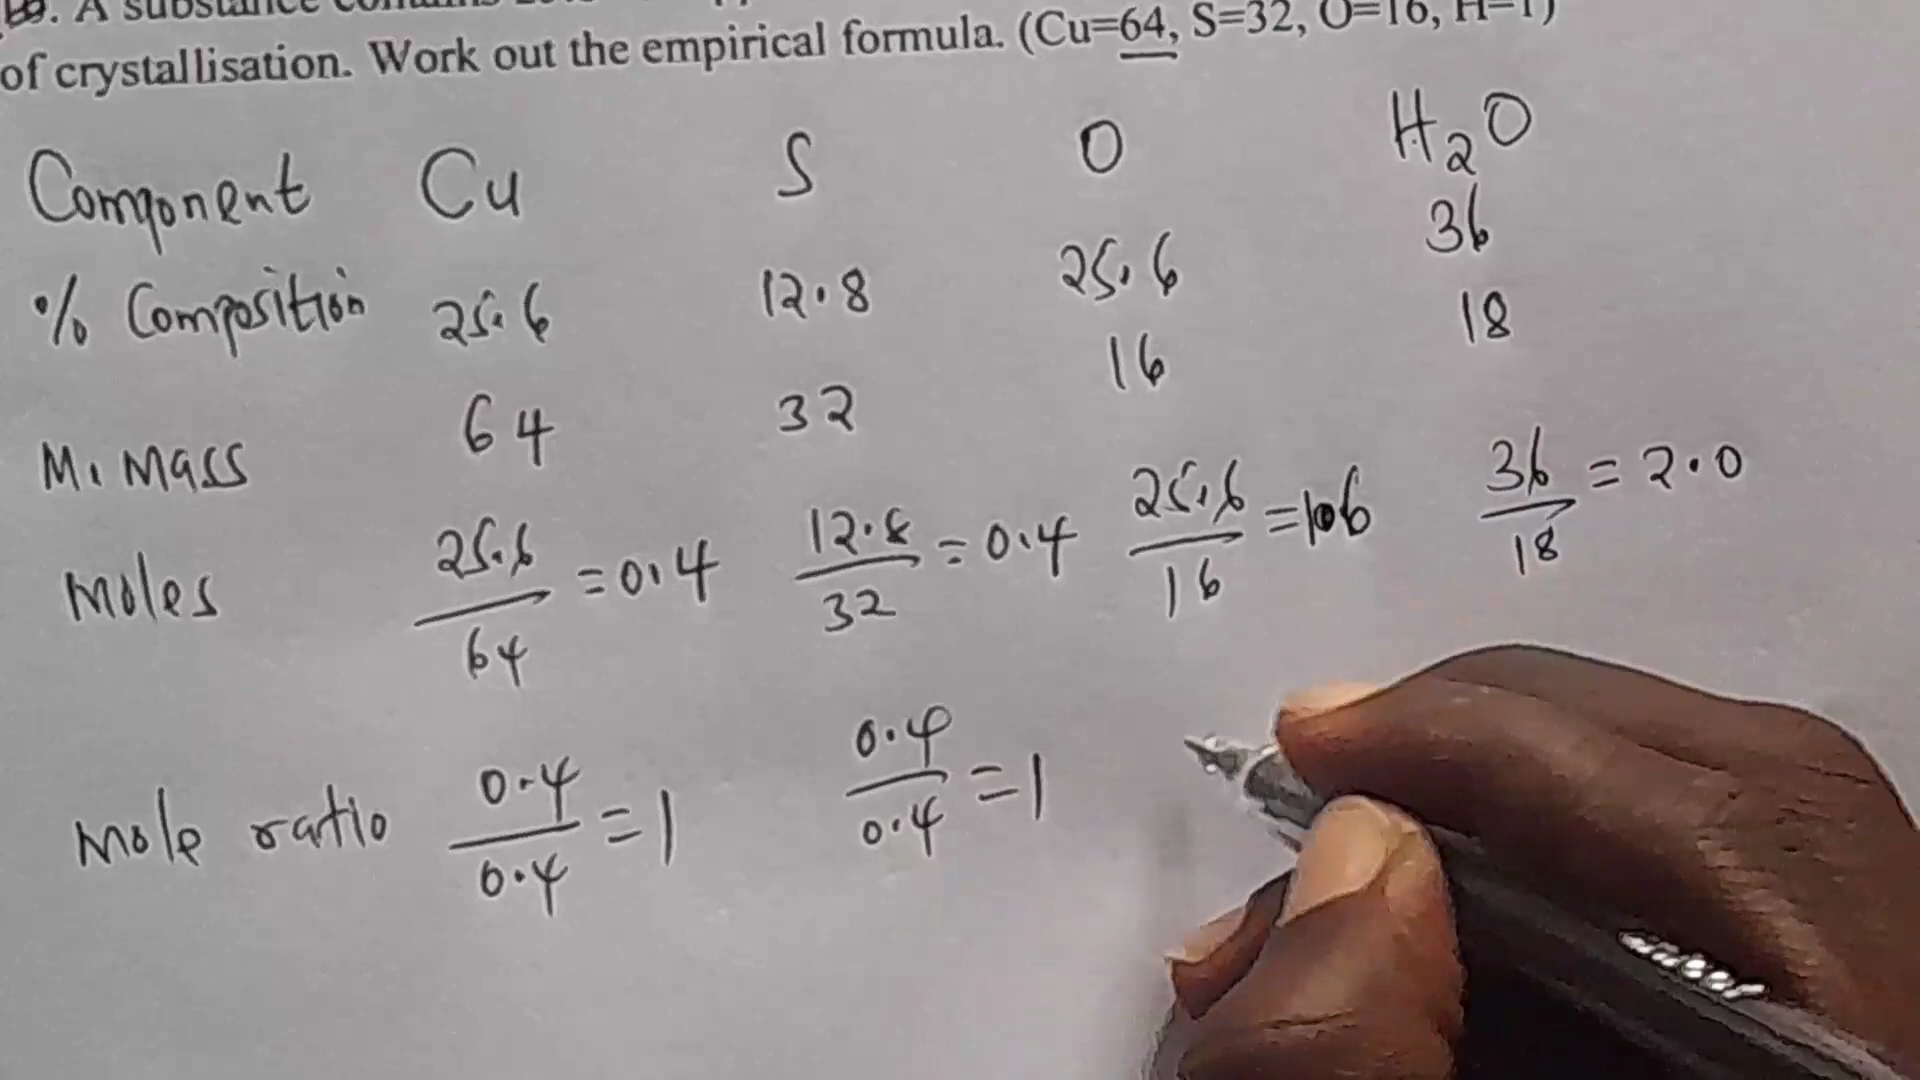 . A substance
of crystallisation. Work out the empirical formula. (Cu=64, S=32, O=16, H=1)
Component Cu S O H₂O
% Composition 25.6 12.8 25.6 36
M. Mass 64 32 16 18
Moles 25.6/64 = 0.4 12.8/32 = 0.4 25.6/16 = 1.6 36/18 = 2.0
Mole ratio 0.4/0.4 = 1 0.4/0.4 = 1